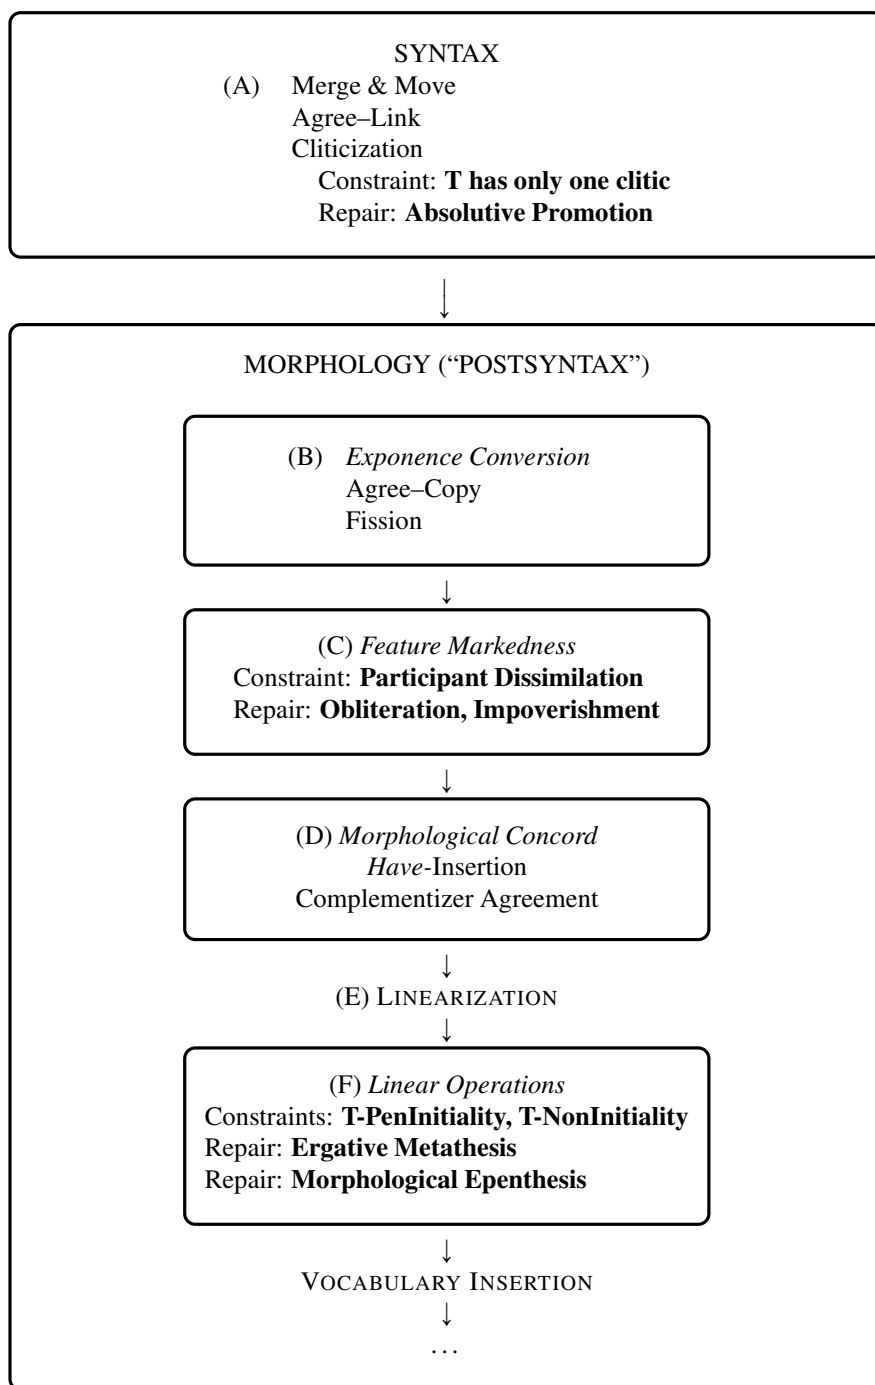 SYNTAX
(A) Merge & Move
Agree–Link
Cliticization
Constraint: T has only one clitic
Repair: Absolutive Promotion
↓
MORPHOLOGY (“POSTSYNTAX”)
(B) Exponence Conversion
Agree–Copy
Fission
↓
(C) Feature Markedness
Constraint: Participant Dissimilation
Repair: Obliteration, Impoverishment
↓
(D) Morphological Concord
Have-Insertion
Complementizer Agreement
↓
(E) LINEARIZATION
↓
(F) Linear Operations
Constraints: T-PenInitiality, T-NonInitiality
Repair: Ergative Metathesis
Repair: Morphological Epenthesis
↓
VOCABULARY INSERTION
↓
...